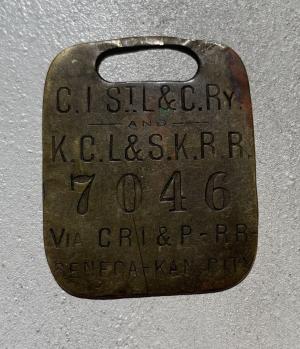 C. I ST. L & C. RY.
AND
K. C. L & S. K. R. R.
7046
VIA C R I & P - R R
SENECA-KAN. CITY